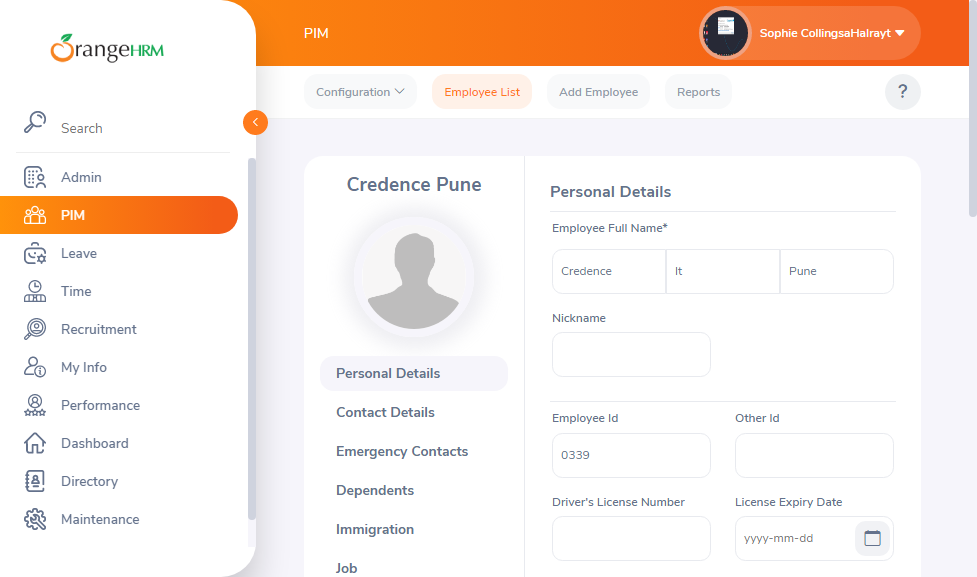 OrangeHRM
Search
Admin
PIM
Leave
Time
Recruitment
My Info
Performance
Dashboard
Directory
Maintenance
PIM
Sophie CollingsaHalrayt
Configuration
Employee List
Add Employee
Reports
?
Credence Pune
Personal Details
Contact Details
Emergency Contacts
Dependents
Immigration
Job
Personal Details
Employee Full Name*
Credence It Pune
Nickname
Employee Id Other Id
0339
Driver's License Number License Expiry Date
yyyy-mm-dd